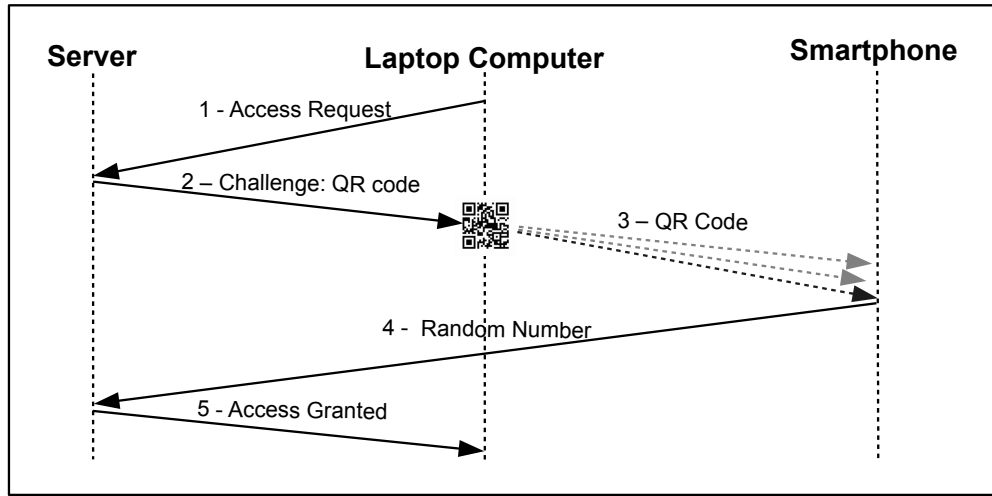 Server
Laptop Computer
Smartphone
1 - Access Request
2 – Challenge: QR code
3 – QR Code
4 - Random Number
5 - Access Granted